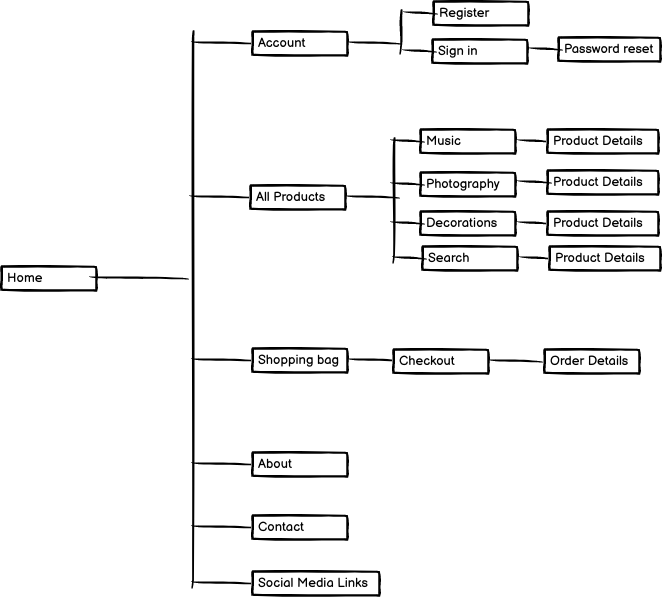 Register
Account
Sign in
Password reset
Music
Product Details
Photography
Product Details
All Products
Decorations
Product Details
Search
Product Details
Home
Shopping bag
Checkout
Order Details
About
Contact
Social Media Links